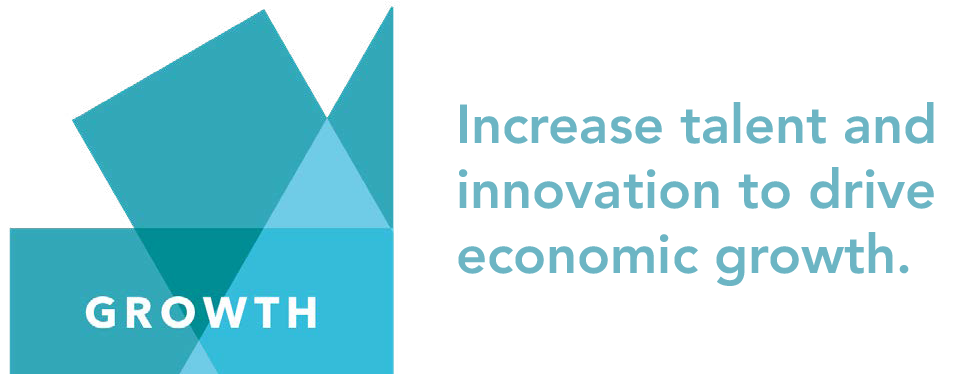 GROWTH
Increase talent and
innovation to drive
economic growth.